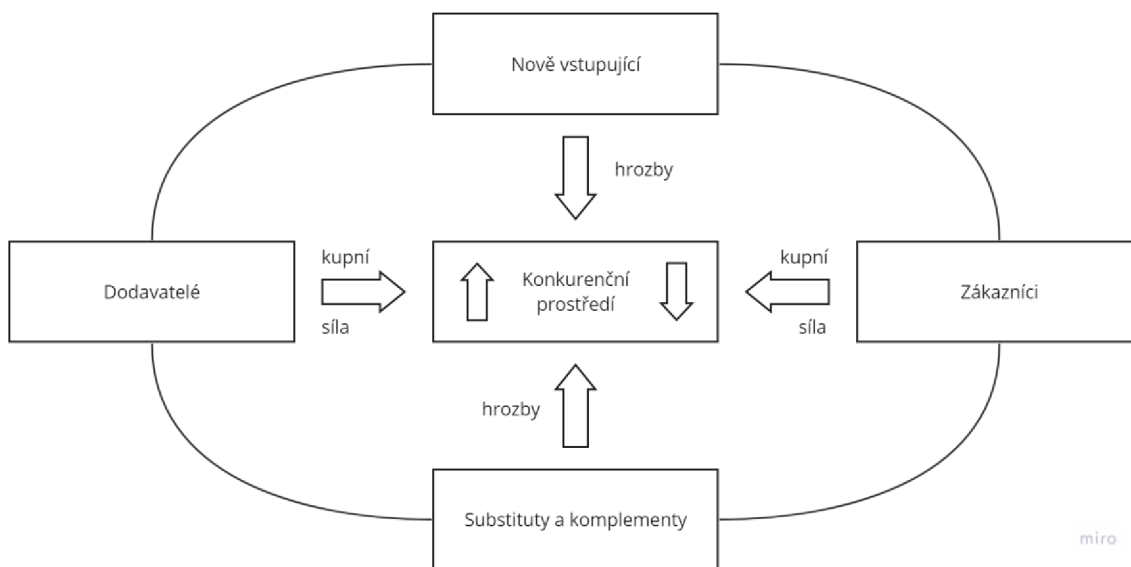 Nově vstupující
hrozby
kupní
síla
Dodavatelé
Konkurenční
prostředí
kupní
síla
Zákazníci
hrozby
Substituty a komplementy
miro